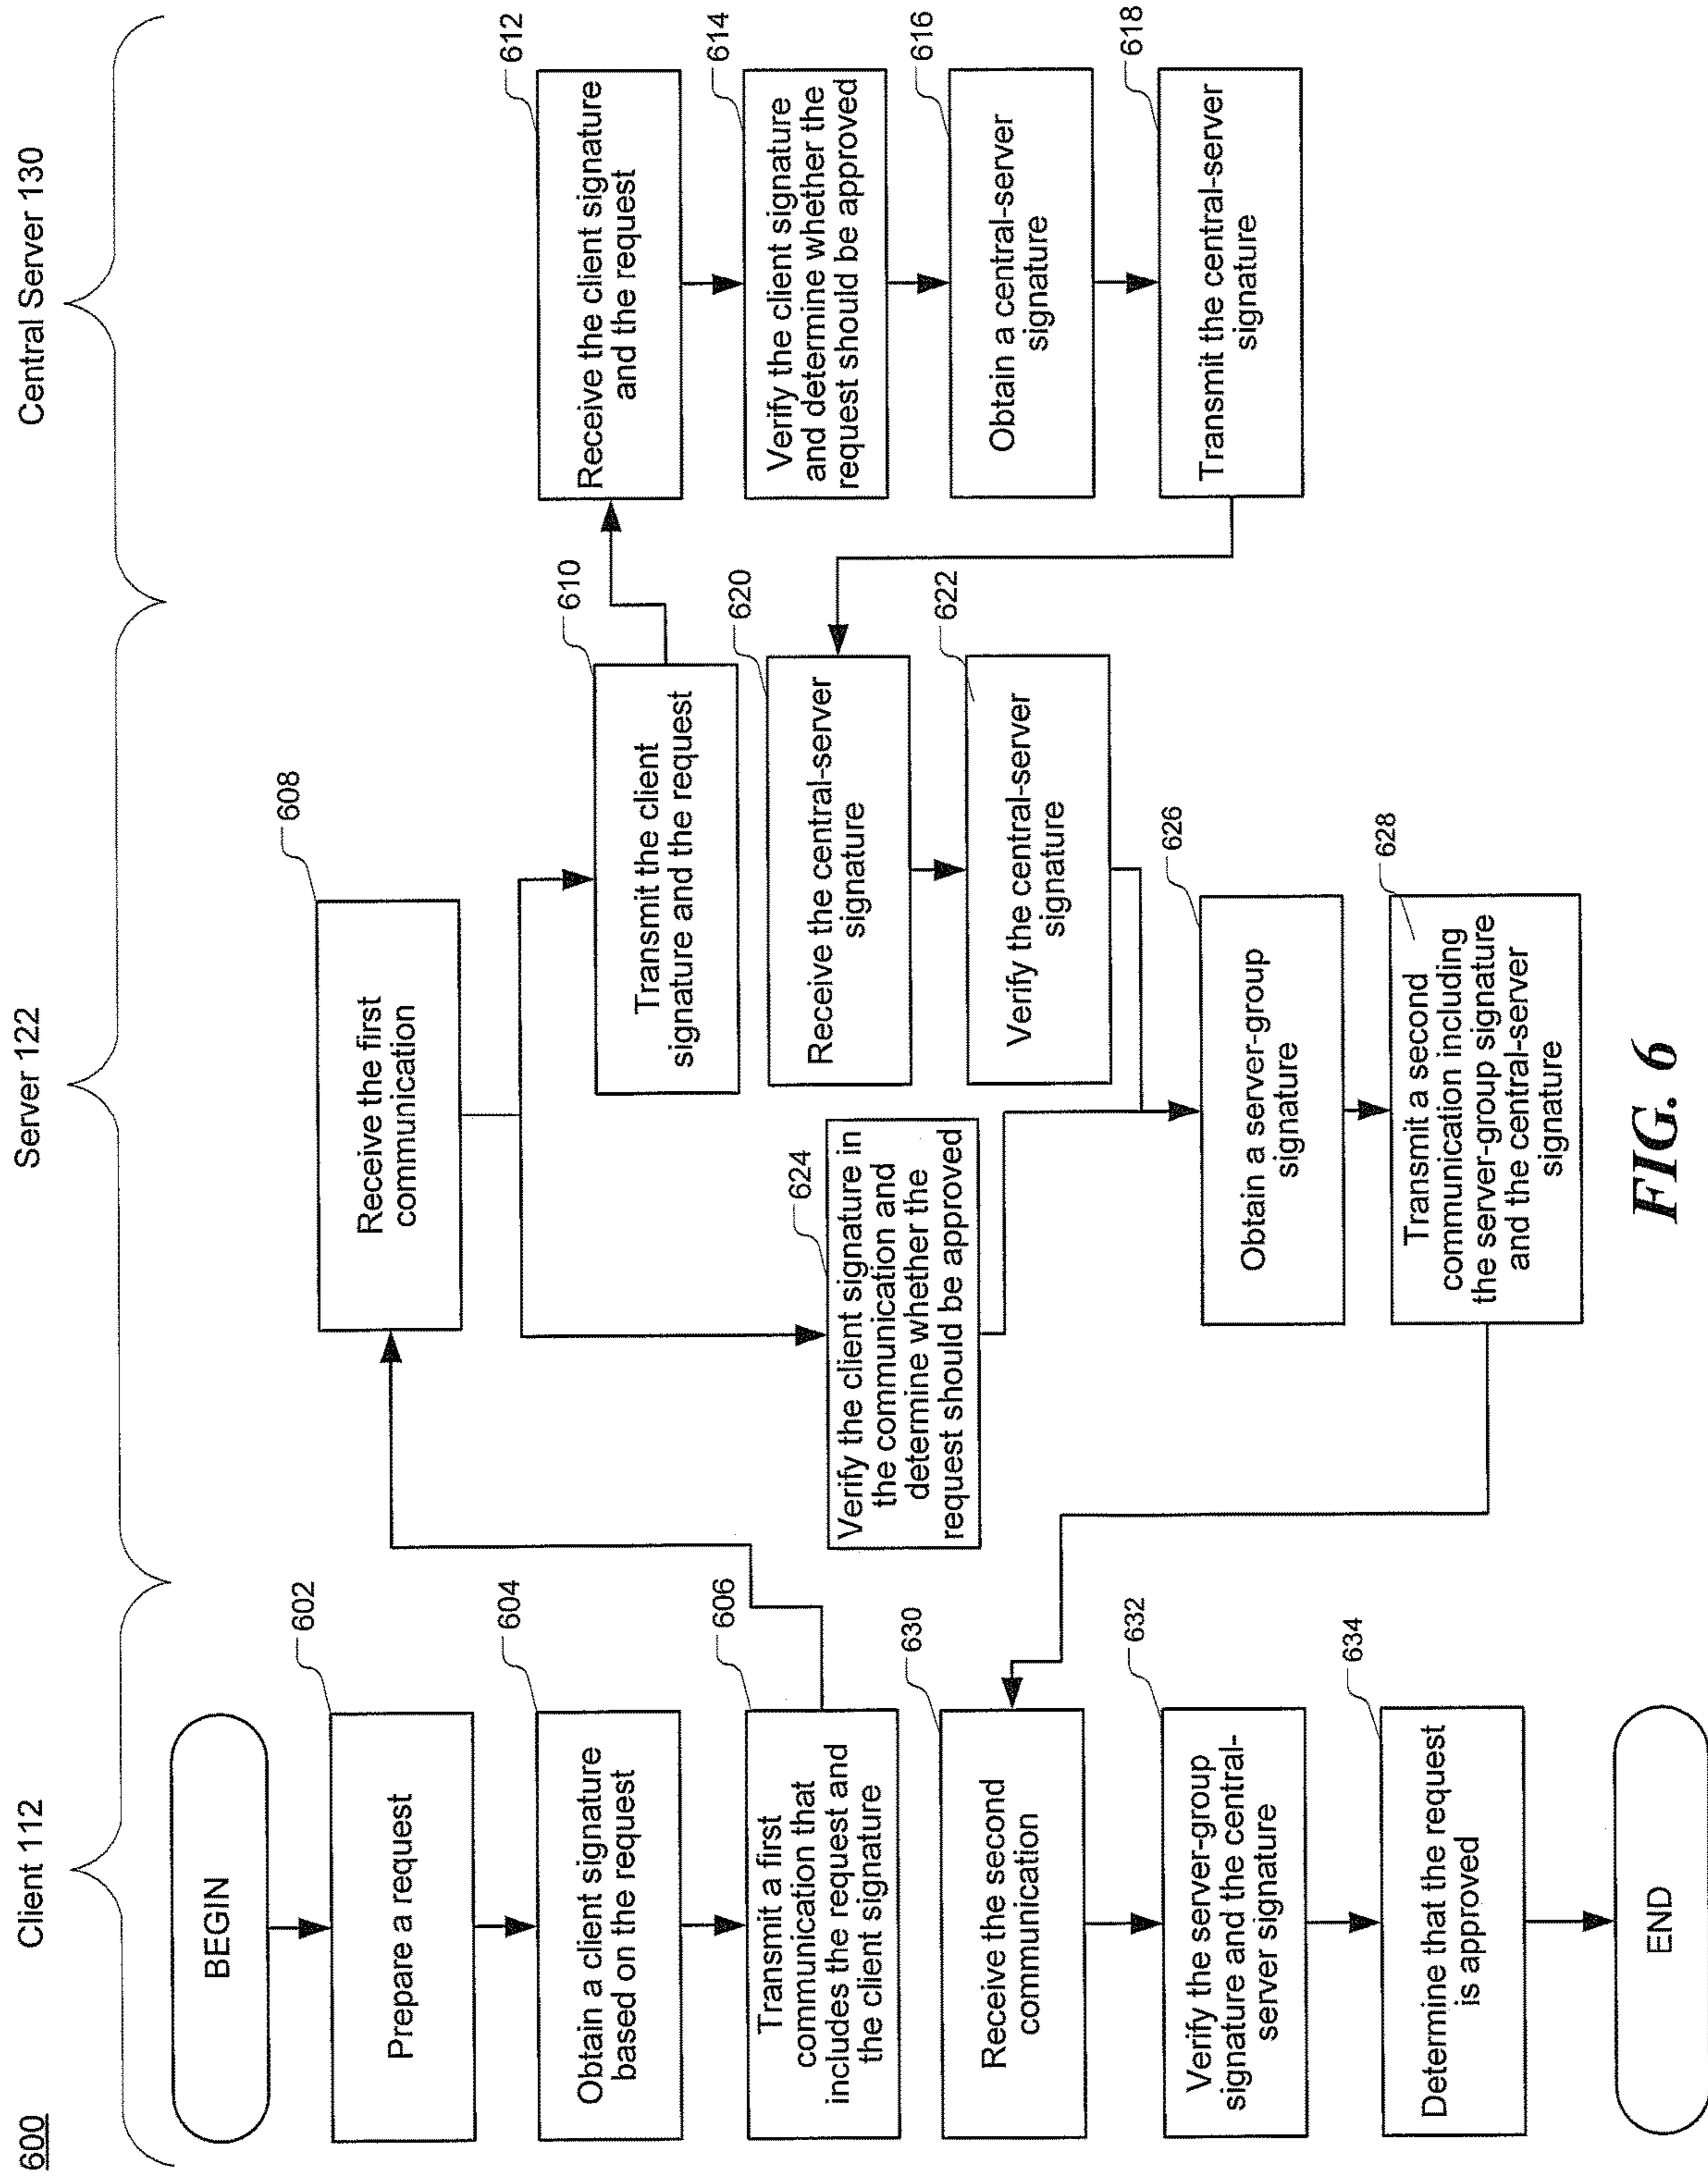 600
Client 112
Server 122
Central Server 130
BEGIN
602
Prepare a request
604
Obtain a client signature
based on the request
606
Transmit a first
communication that
includes the request and
the client signature
608
Receive the first
communication
610
Transmit the client
signature and the request
612
Receive the client signature
and the request
614
Verify the client signature
and determine whether the
request should be approved
616
Obtain a central-server
signature
618
Transmit the central-server
signature
620
Receive the central-server
signature
622
Verify the central-server
signature
624
Verify the client signature in
the communication and
determine whether the
request should be approved
626
Obtain a server-group
signature
628
Transmit a second
communication including
the server-group signature
and the central-server
signature
630
Receive the second
communication
632
Verify the server-group
signature and the central-
server signature
634
Determine that the request
is approved
END
FIG. 6